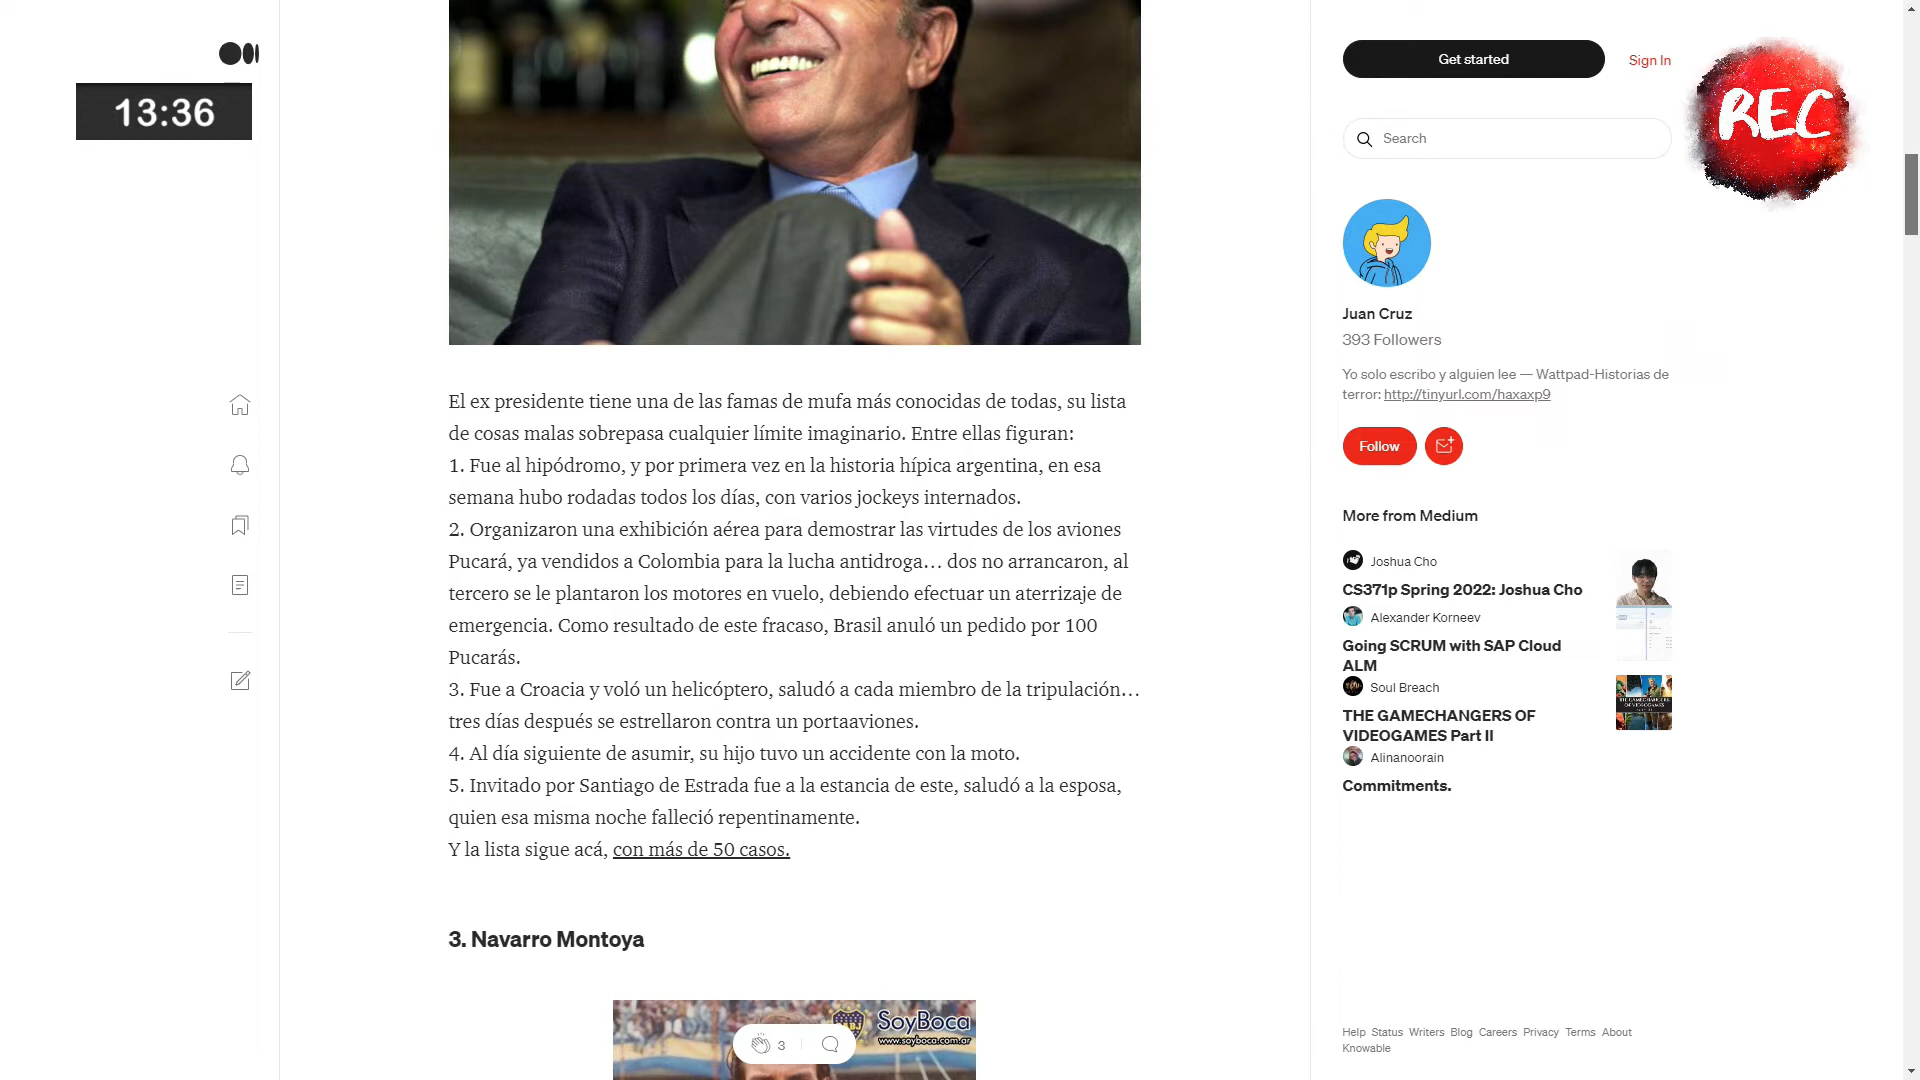 13:36
El ex presidente tiene una de las famas de mufa más conocidas de todas, su lista
de cosas malas sobrepasa cualquier límite imaginario. Entre ellas figuran:
1. Fue al hipódromo, y por primera vez en la historia hípica argentina, en esa
semana hubo rodadas todos los días, con varios jockeys internados.
2. Organizaron una exhibición aérea para demostrar las virtudes de los aviones
Pucará, ya vendidos a Colombia para la lucha antidroga… dos no arrancaron, al
tercero se le plantaron los motores en vuelo, debiendo efectuar un aterrizaje de
emergencia. Como resultado de este fracaso, Brasil anuló un pedido por 100
Pucarás.
3. Fue a Croacia y voló un helicóptero, saludó a cada miembro de la tripulación…
tres días después se estrellaron contra un portaaviones.
4. Al día siguiente de asumir, su hijo tuvo un accidente con la moto.
5. Invitado por Santiago de Estrada fue a la estancia de este, saludó a la esposa,
quien esa misma noche falleció repentinamente.
Y la lista sigue acá, con más de 50 casos.
3. Navarro Montoya
SoyBoca
www.soyboca.com.ar
3
Get started
Sign In
REC
Search
Juan Cruz
393 Followers
Yo solo escribo y alguien lee — Wattpad-Historias de
terror: http://tinyurl.com/haxaxp9
Follow
More from Medium
Joshua Cho
CS371p Spring 2022: Joshua Cho
Alexander Korneev
Going SCRUM with SAP Cloud
ALM
Soul Breach
THE GAMECHANGERS OF
VIDEOGAMES Part II
THE GAMECHANGERS
OF VIDEOGAMES
Alinanoorain
Commitments.
Help Status Writers Blog Careers Privacy Terms About
Knowable